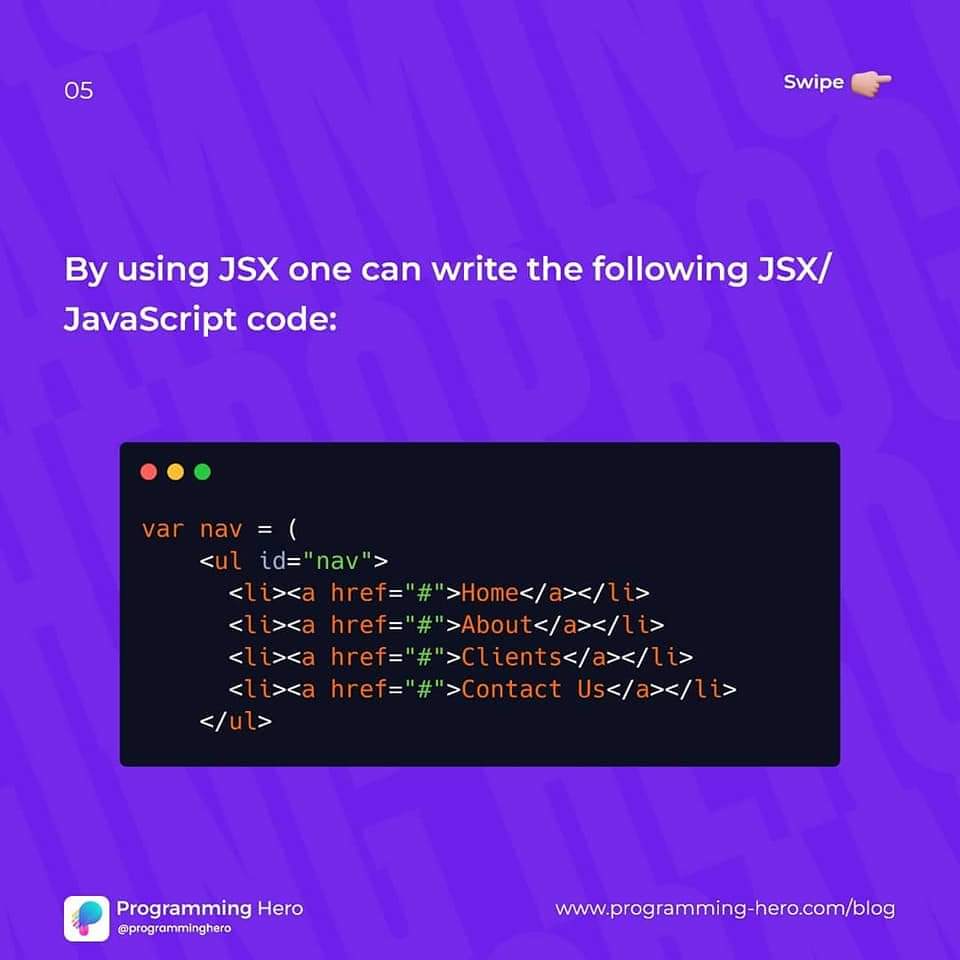 05
Swipe
By using JSX one can write the following JSX/
JavaScript code:
var nav = (
    <ul id="nav">
      <li><a href="#">Home</a></li>
      <li><a href="#">About</a></li>
      <li><a href="#">Clients</a></li>
      <li><a href="#">Contact Us</a></li>
    </ul>
Programming Hero
@programminghero
www.programming-hero.com/blog